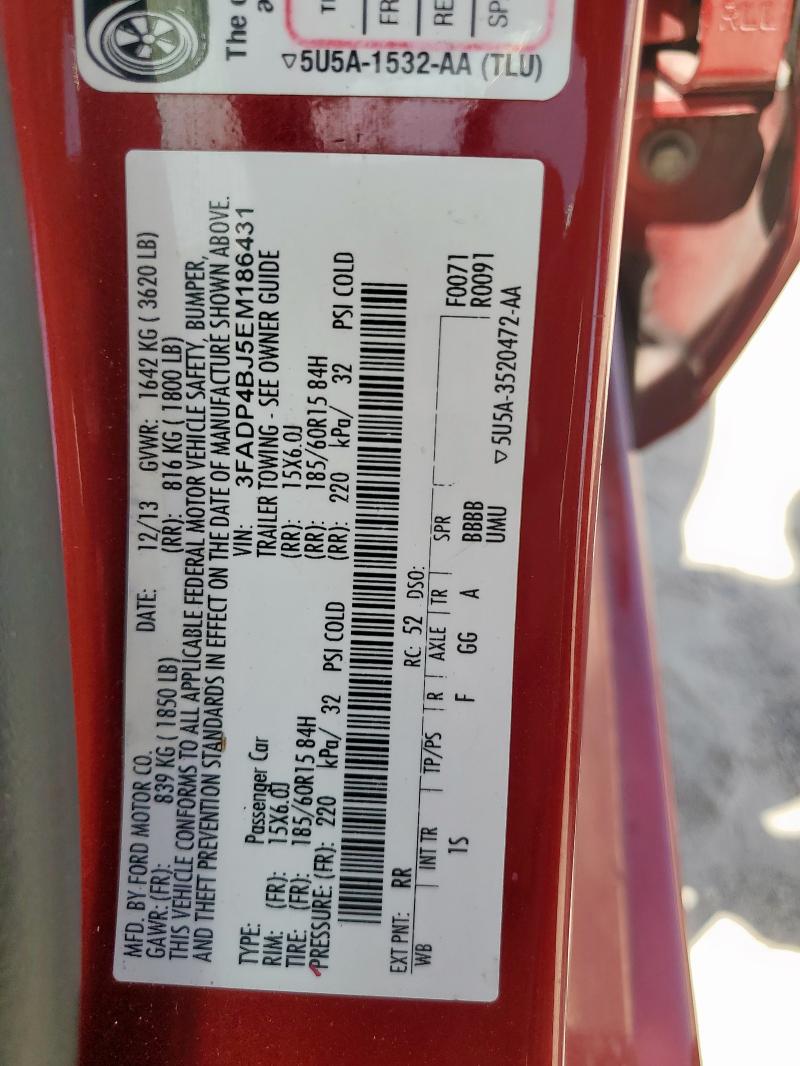 The
▽5U5A-1532-AA (TLU)
FR
RE
SP
MFD. BY FORD MOTOR CO. DATE: 12/13 GVWR: 1642 KG ( 3620 LB)
GAWR: (FR): 839 KG ( 1850 LB) (RR): 816 KG ( 1800 LB)
THIS VEHICLE CONFORMS TO ALL APPLICABLE FEDERAL MOTOR VEHICLE SAFETY, BUMPER,
AND THEFT PREVENTION STANDARDS IN EFFECT ON THE DATE OF MANUFACTURE SHOWN ABOVE.
VIN: 3FADP4BJ5EM186431
TYPE: Passenger Car TRAILER TOWING - SEE OWNER GUIDE
RIM: (FR): 15X6.0J (RR): 15X6.0J
TIRE: (FR): 185/60R15 84H (RR): 185/60R15 84H
PRESSURE: (FR): 220 kPa/ 32 PSI COLD (RR): 220 kPa/ 32 PSI COLD
EXT PNT: RR RC: 52 DSO:
WB INT TR TP/PS R AXLE TR SPR F0071
1S F GG A BBBB R0091
UMU
▽5U5A-3520472-AA